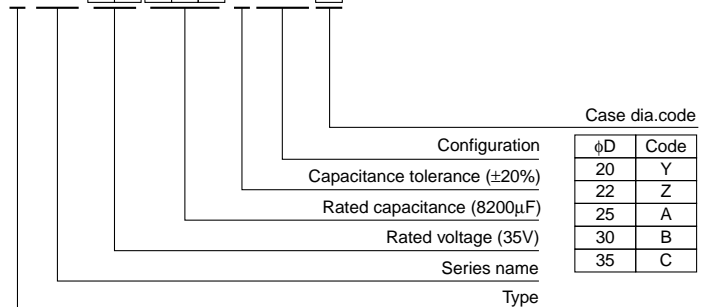 Case dia.code
Configuration
Capacitance tolerance (±20%)
Rated capacitance (8200μF)
Rated voltage (35V)
Series name
Type
ϕD Code
20 Y
22 Z
25 A
30 B
35 C